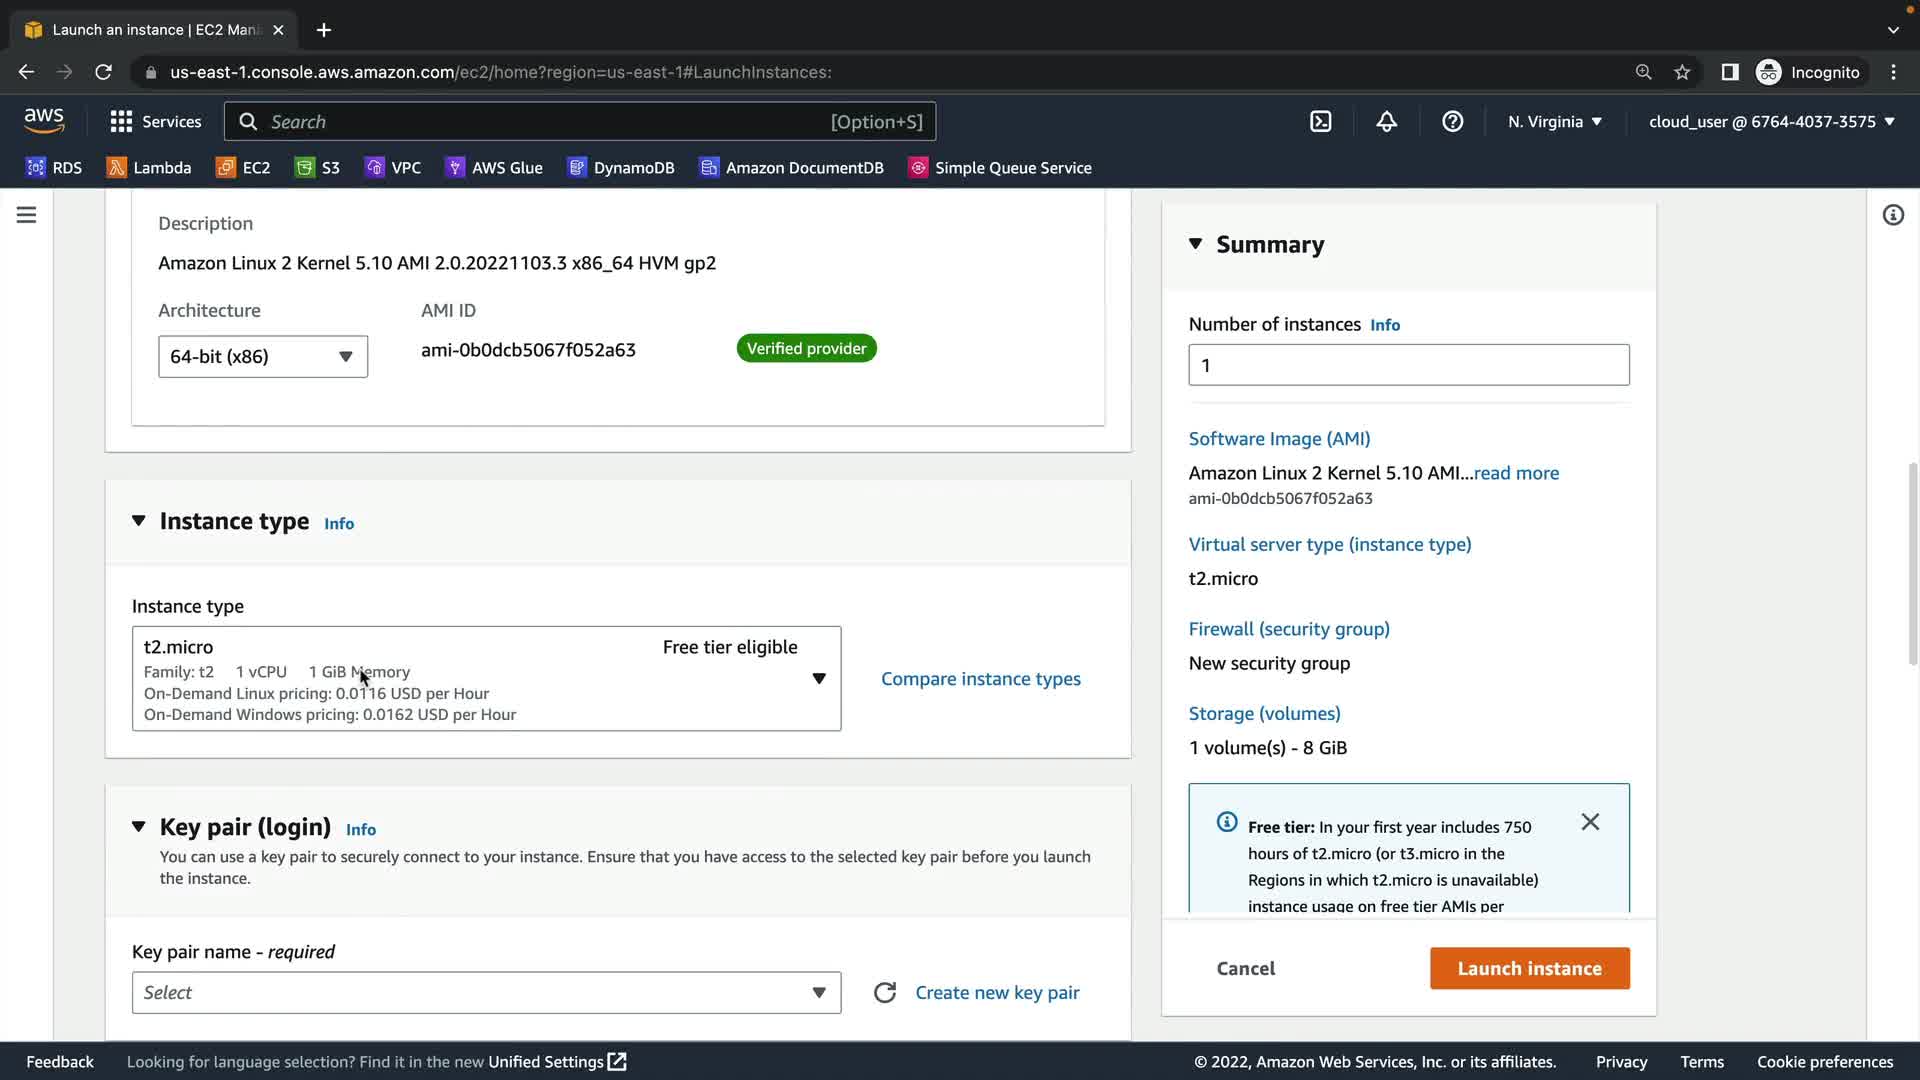 Launch an instance | EC2 Mana
us-east-1.console.aws.amazon.com/ec2/home?region=us-east-1#LaunchInstances:
Incognito
aws
Services
Search
[Option+S]
N. Virginia
cloud_user @ 6764-4037-3575
RDS
Lambda
EC2
S3
VPC
AWS Glue
DynamoDB
Amazon DocumentDB
Simple Queue Service
Description
Amazon Linux 2 Kernel 5.10 AMI 2.0.20221103.3 x86_64 HVM gp2
Architecture
AMI ID
64-bit (x86)
ami-0b0dcb5067f052a63
Verified provider
Instance type Info
Instance type
t2.micro
Free tier eligible
Family: t2 1 vCPU 1 GiB Memory
On-Demand Linux pricing: 0.0116 USD per Hour
On-Demand Windows pricing: 0.0162 USD per Hour
Compare instance types
Key pair (login) Info
You can use a key pair to securely connect to your instance. Ensure that you have access to the selected key pair before you launch
the instance.
Key pair name - required
Select
Create new key pair
Summary
Number of instances Info
1
Software Image (AMI)
Amazon Linux 2 Kernel 5.10 AMI...read more
ami-0b0dcb5067f052a63
Virtual server type (instance type)
t2.micro
Firewall (security group)
New security group
Storage (volumes)
1 volume(s) - 8 GiB
Free tier: In your first year includes 750
hours of t2.micro (or t3.micro in the
Regions in which t2.micro is unavailable)
instance usage on free tier AMIs per
Cancel
Launch instance
Feedback
Looking for language selection? Find it in the new Unified Settings
© 2022, Amazon Web Services, Inc. or its affiliates.
Privacy
Terms
Cookie preferences